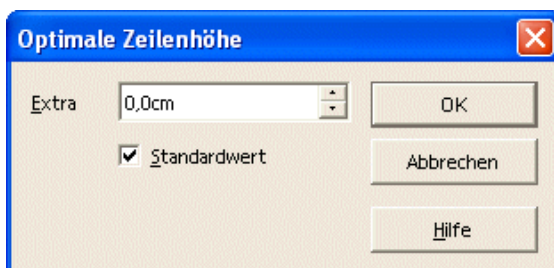 Optimale Zeilenhöhe
Extra 0,0cm OK
Standardwert Abbrechen
Hilfe